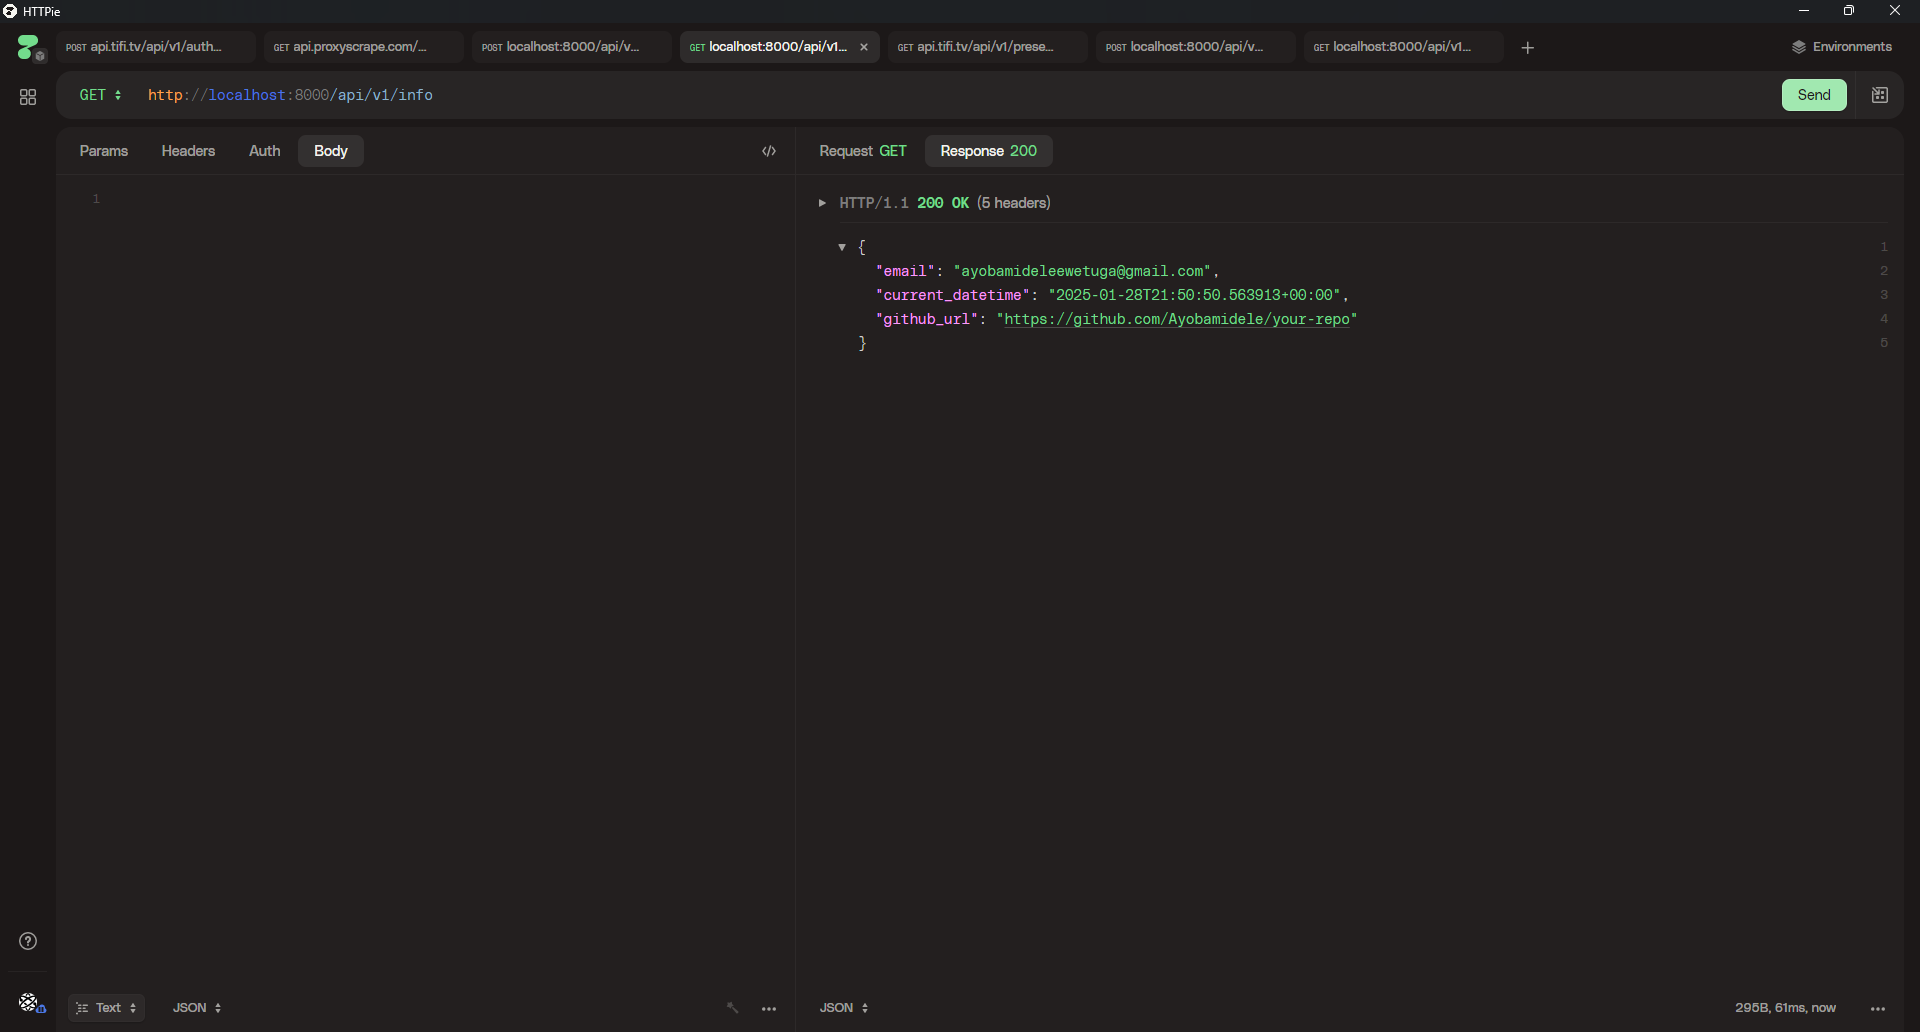 HTTPie
POST api.tifi.tv/api/v1/auth...
GET api.proxyscrape.com/...
POST localhost:8000/api/v...
GET localhost:8000/api/v1...
GET api.tifi.tv/api/v1/prese...
POST localhost:8000/api/v...
GET localhost:8000/api/v1...
Environments
GET http://localhost:8000/api/v1/info
Send
Params Headers Auth Body
1
Request GET Response 200
HTTP/1.1 200 OK (5 headers)
{ 1
"email": "ayobamideleewetuga@gmail.com", 2
"current_datetime": "2025-01-28T21:50:50.563913+00:00", 3
"github_url": "https://github.com/Ayobamidele/your-repo" 4
} 5
Text JSON
JSON
295B, 61ms, now